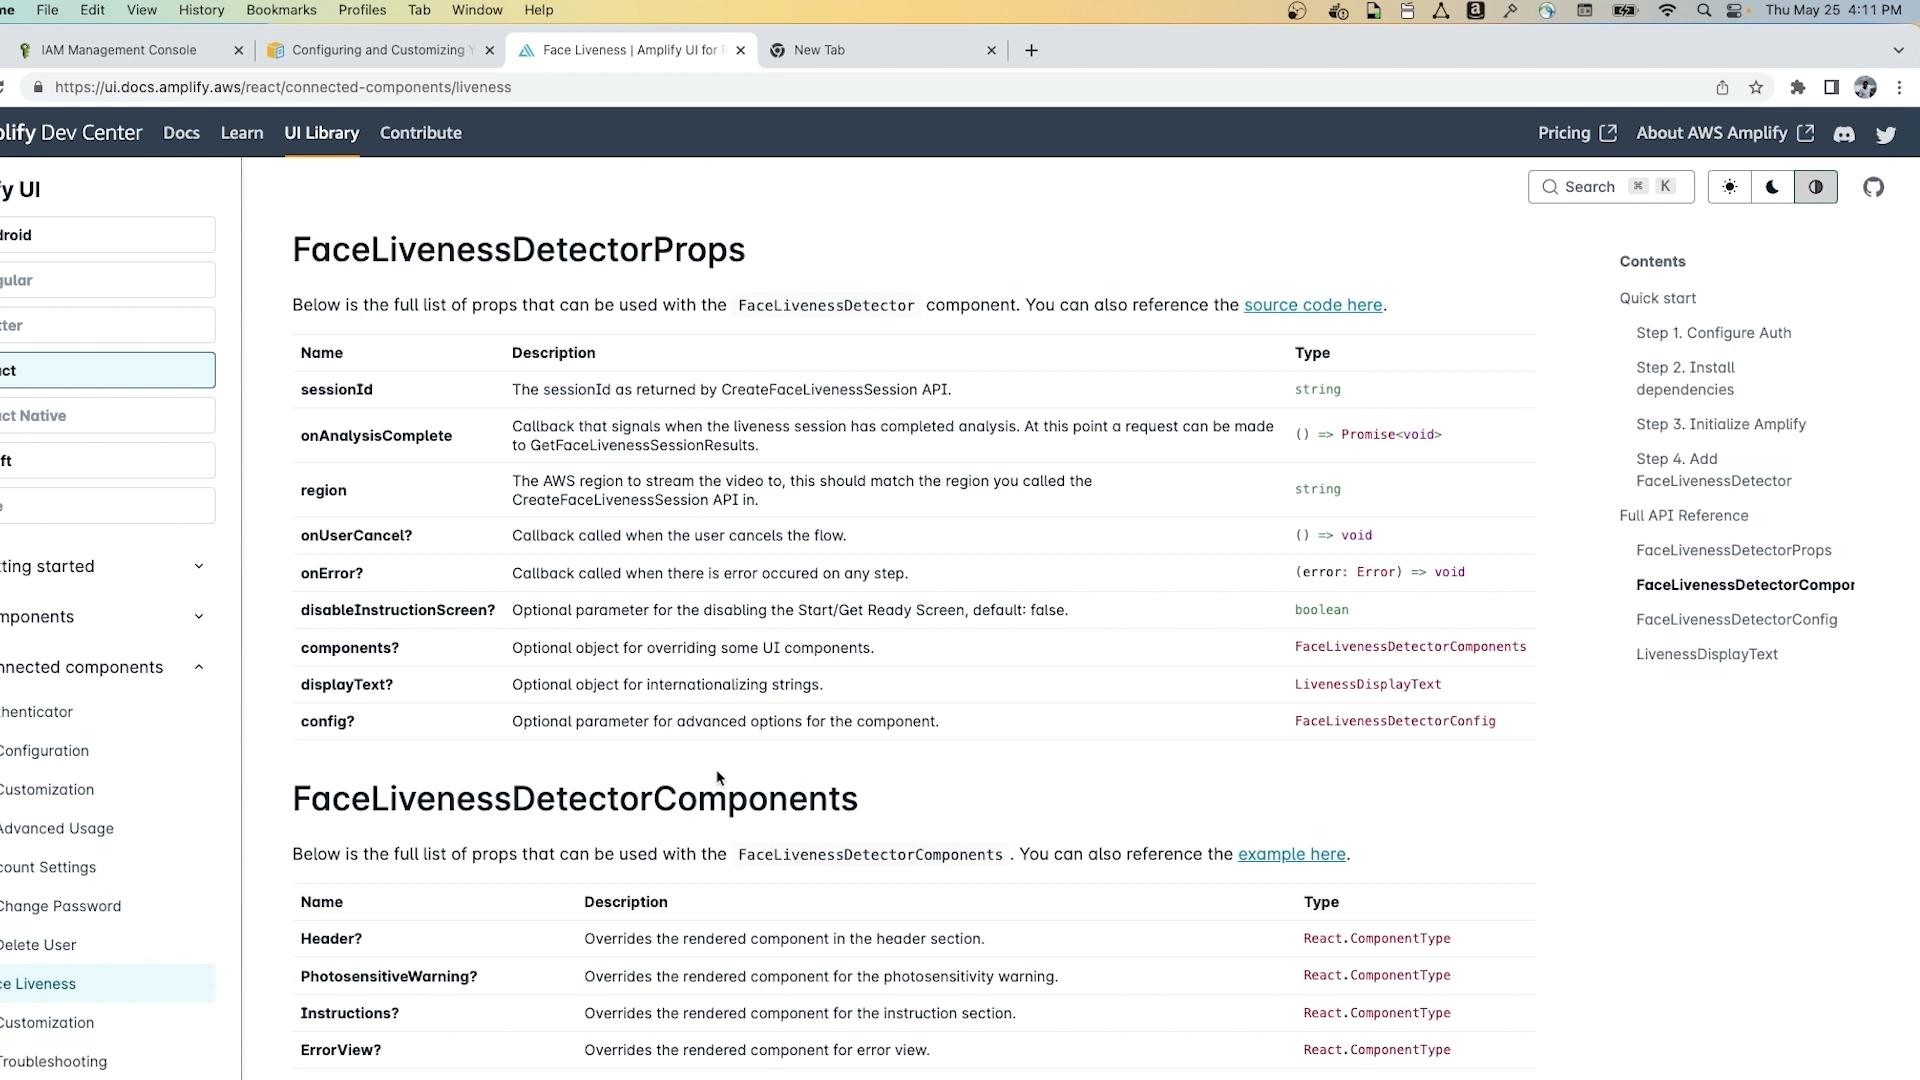 me File Edit View History Bookmarks Profiles Tab Window Help Thu May 25 4:11 PM
IAM Management Console Configuring and Customizing Y Face Liveness | Amplify UI for R New Tab
https://ui.docs.amplify.aws/react/connected-components/liveness
plify Dev Center Docs Learn UI Library Contribute Pricing About AWS Amplify
fy UI
Search ⌘ K
droid
gular
tter
ct
ct Native
ft
e
ting started
mponents
nnected components
henticator
Configuration
Customization
Advanced Usage
count Settings
Change Password
Delete User
ce Liveness
Customization
Troubleshooting
FaceLivenessDetectorProps
Below is the full list of props that can be used with the FaceLivenessDetector component. You can also reference the source code here.
Name Description Type
sessionId The sessionId as returned by CreateFaceLivenessSession API. string
onAnalysisComplete Callback that signals when the liveness session has completed analysis. At this point a request can be made
to GetFaceLivenessSessionResults. () => Promise<void>
region The AWS region to stream the video to, this should match the region you called the
CreateFaceLivenessSession API in. string
onUserCancel? Callback called when the user cancels the flow. () => void
onError? Callback called when there is error occured on any step. (error: Error) => void
disableInstructionScreen? Optional parameter for the disabling the Start/Get Ready Screen, default: false. boolean
components? Optional object for overriding some UI components. FaceLivenessDetectorComponents
displayText? Optional object for internationalizing strings. LivenessDisplayText
config? Optional parameter for advanced options for the component. FaceLivenessDetectorConfig
FaceLivenessDetectorComponents
Below is the full list of props that can be used with the FaceLivenessDetectorComponents . You can also reference the example here.
Name Description Type
Header? Overrides the rendered component in the header section. React.ComponentType
PhotosensitiveWarning? Overrides the rendered component for the photosensitivity warning. React.ComponentType
Instructions? Overrides the rendered component for the instruction section. React.ComponentType
ErrorView? Overrides the rendered component for error view. React.ComponentType
Contents
Quick start
Step 1. Configure Auth
Step 2. Install
dependencies
Step 3. Initialize Amplify
Step 4. Add
FaceLivenessDetector
Full API Reference
FaceLivenessDetectorProps
FaceLivenessDetectorCompor
FaceLivenessDetectorConfig
LivenessDisplayText